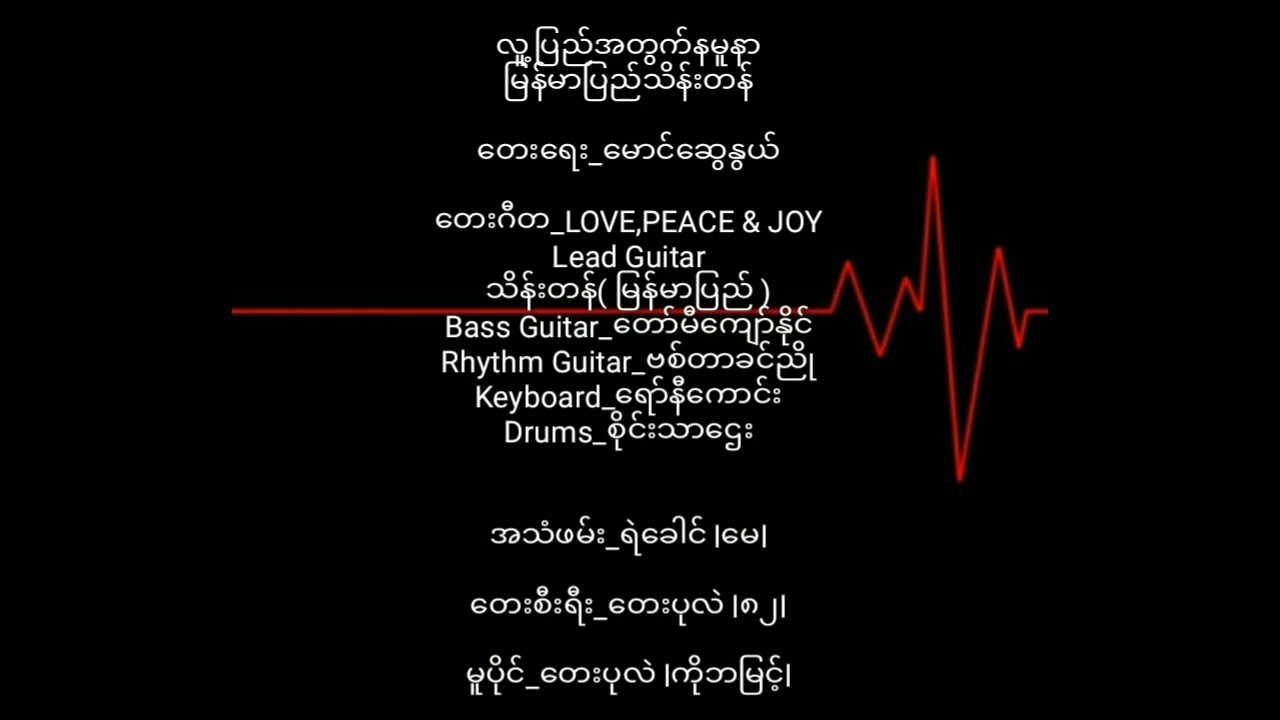 လူ့ပြည်အတွက်နမူနာ
မြန်မာပြည်သိန်းတန်
တေးရေး_မောင်ဆွေနွယ်
တေးဂီတ_LOVE,PEACE & JOY
Lead Guitar
သိန်းတန်( မြန်မာပြည် )
Bass Guitar_တော်မီကျော်နိုင်
Rhythm Guitar_ဗစ်တာခင်ညို
Keyboard_ရော်နီကောင်း
Drums_စိုင်းသာဌေး
အသံဖမ်း_ရဲခေါင် |မေ|
တေးစီးရီး_တေးပုလဲ |၈၂|
မူပိုင်_တေးပုလဲ |ကိုဘမြင့်|